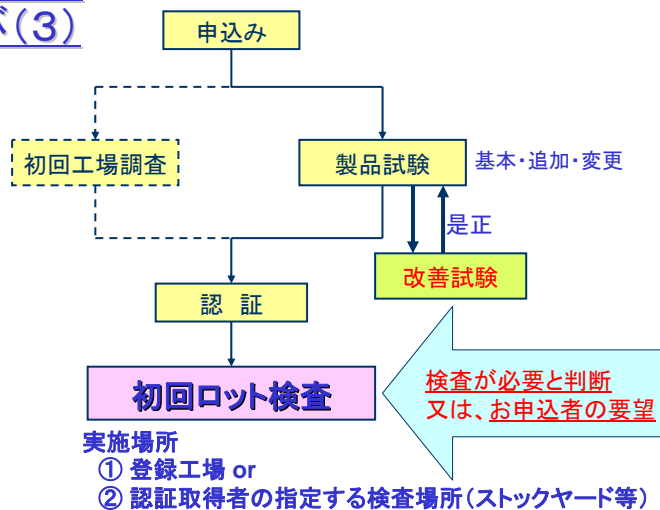 (3)
申込み
初回工場調査
製品試験
基本・追加・変更
是正
改善試験
認 証
初回ロット検査
検査が必要と判断
又は、お申込者の要望
実施場所
① 登録工場 or
② 認証取得者の指定する検査場所(ストックヤード等)